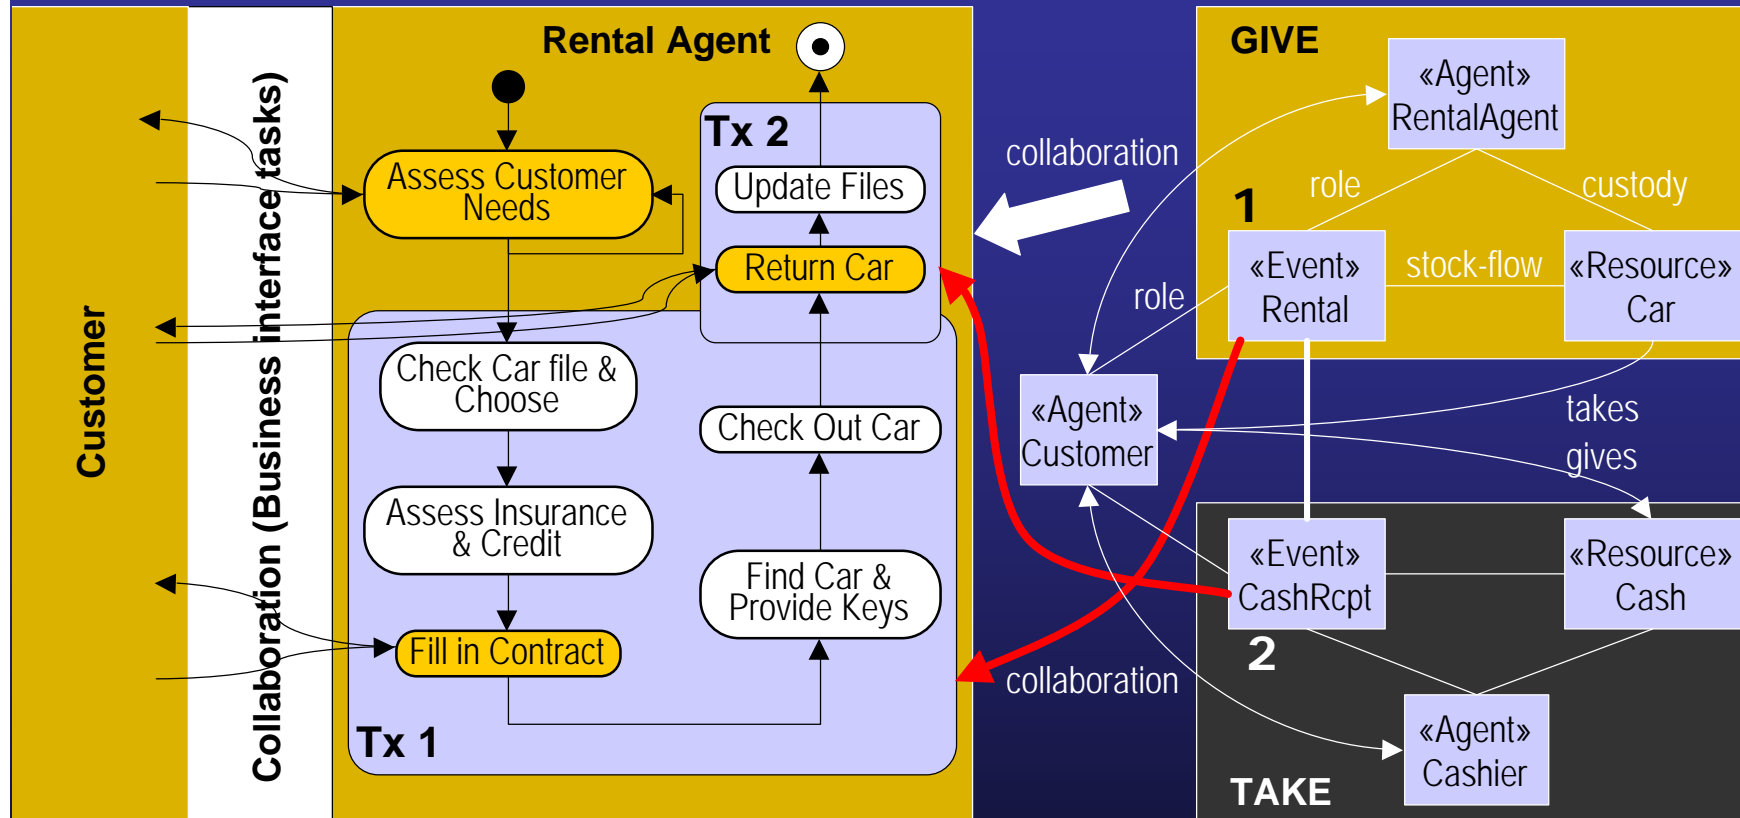 Customer
Collaboration (Business interface tasks)
Rental Agent
Tx 2
Assess Customer
Needs
Update Files
Return Car
Check Car file &
Choose
Check Out Car
Assess Insurance
& Credit
Find Car &
Provide Keys
Fill in Contract
Tx 1
collaboration
GIVE
«Agent»
RentalAgent
role
custody
1
«Event»
Rental
stock-flow
«Resource»
Car
role
«Agent»
Customer
takes
gives
«Event»
CashRcpt
«Resource»
Cash
2
collaboration
«Agent»
Cashier
TAKE